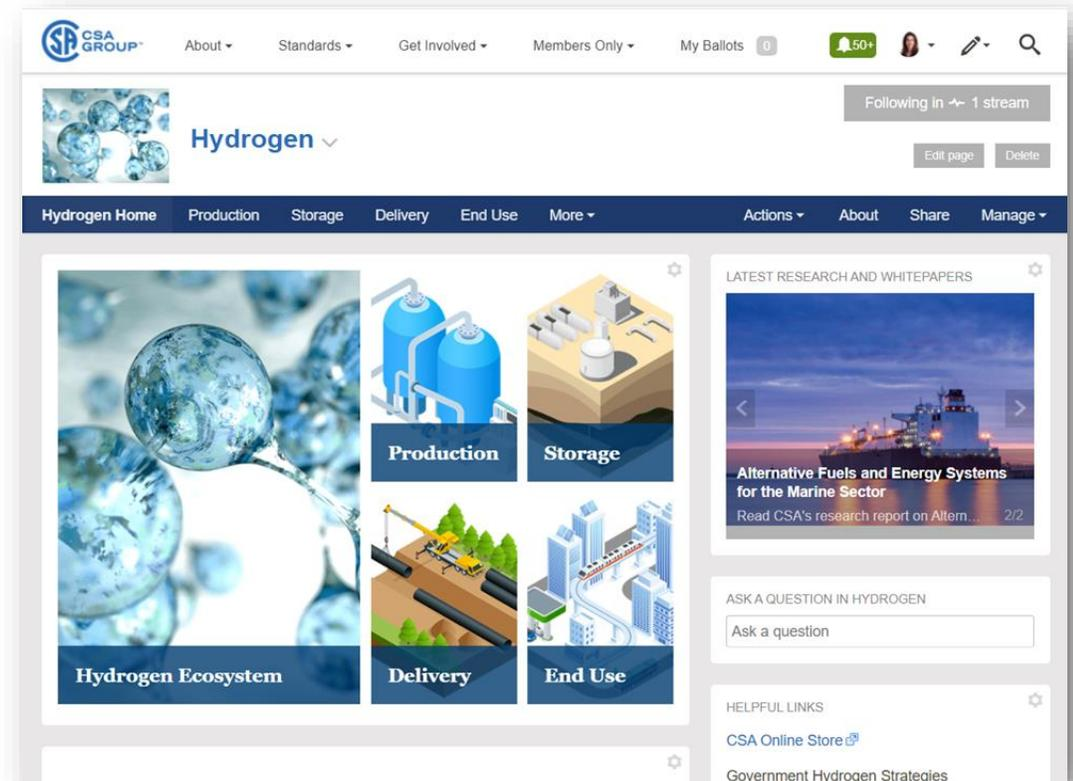 CSA
GROUP™
About
Standards
Get Involved
Members Only
My Ballots 0
50+
Following in 1 stream
Hydrogen
Edit page
Delete
Hydrogen Home
Production
Storage
Delivery
End Use
More
Actions
About
Share
Manage
Production
Storage
Hydrogen Ecosystem
Delivery
End Use
LATEST RESEARCH AND WHITEPAPERS
Alternative Fuels and Energy Systems
for the Marine Sector
Read CSA's research report on Altern... 2/2
ASK A QUESTION IN HYDROGEN
Ask a question
HELPFUL LINKS
CSA Online Store
Government Hydrogen Strategies